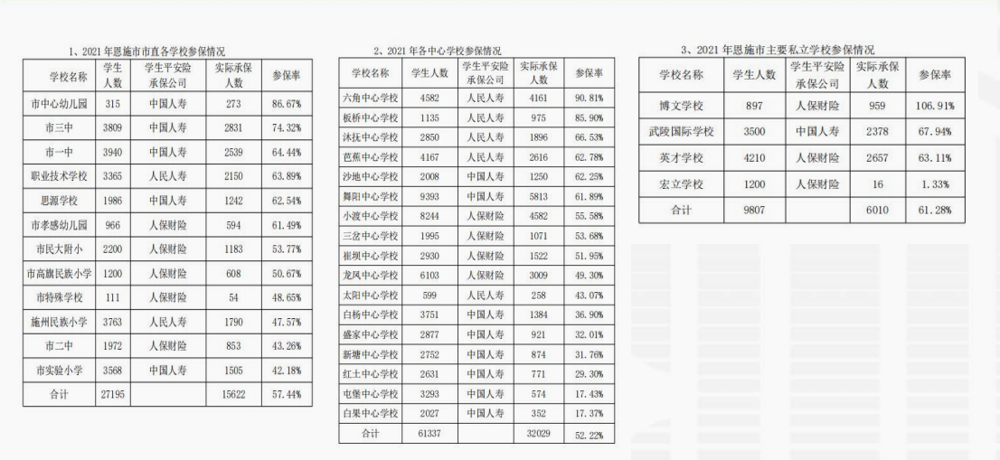 1、2021 年恩施市市直各学校参保情况
学校名称 学生人数 学生平安险承保公司 实际承保人数 参保率
市中心幼儿园 315 中国人寿 273 86.67%
市三中 3809 中国人寿 2831 74.32%
市一中 3940 中国人寿 2539 64.44%
职业技术学校 3365 人民人寿 2150 63.89%
思源学校 1986 中国人寿 1242 62.54%
市孝感幼儿园 966 人保财险 594 61.49%
市民大附小 2200 人保财险 1183 53.77%
市高旗民族小学 1200 人保财险 608 50.67%
市特殊学校 111 人保财险 54 48.65%
施州民族小学 3763 人民人寿 1790 47.57%
市二中 1972 人保财险 853 43.26%
市实验小学 3568 中国人寿 1505 42.18%
合计 27195 15622 57.44%
2、2021 年各中心学校参保情况
学校名称 学生人数 学生平安险承保公司 实际承保人数 参保率
六角中心学校 4582 人民人寿 4161 90.81%
板桥中心学校 1135 人民人寿 975 85.90%
沐抚中心学校 2850 人民人寿 1896 66.53%
芭蕉中心学校 4167 人民人寿 2616 62.78%
沙地中心学校 2008 中国人寿 1250 62.25%
舞阳中心学校 9393 中国人寿 5813 61.89%
小渡中心学校 8244 人保财险 4582 55.58%
三岔中心学校 1995 人保财险 1071 53.68%
崔坝中心学校 2930 人保财险 1522 51.95%
龙凤中心学校 6103 人保财险 3009 49.30%
太阳中心学校 599 人民人寿 258 43.07%
白杨中心学校 3751 中国人寿 1384 36.90%
盛家中心学校 2877 中国人寿 921 32.01%
新塘中心学校 2752 中国人寿 874 31.76%
红土中心学校 2631 中国人寿 771 29.30%
屯堡中心学校 3293 中国人寿 574 17.43%
白果中心学校 2027 中国人寿 352 17.37%
合计 61337 32029 52.22%
3、2021 年恩施市主要私立学校参保情况
学校名称 学生人数 学生平安险承保公司 实际承保人数 参保率
博文学校 897 人保财险 959 106.91%
武陵国际学校 3500 中国人寿 2378 67.94%
英才学校 4210 人保财险 2657 63.11%
宏立学校 1200 人保财险 16 1.33%
合计 9807 6010 61.28%